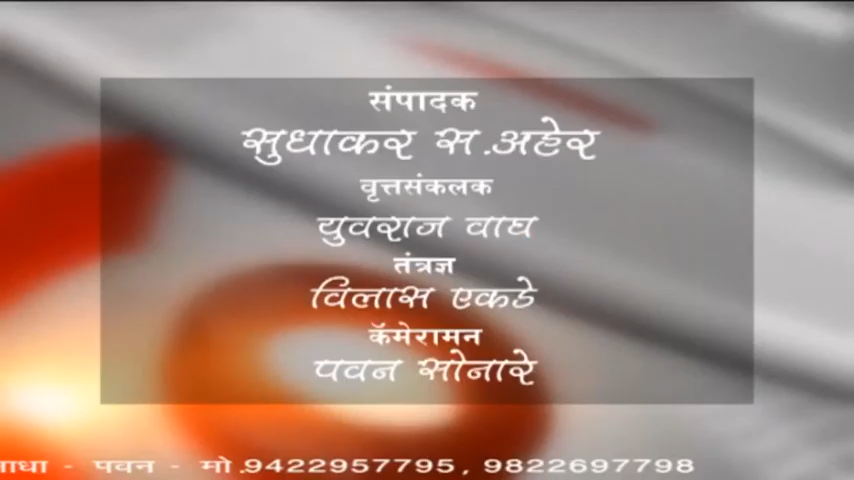 संपादक
सुधाकर स.अहेर
वृत्तसंकलक
युवराज वाघ
तंत्रज्ञ
विलास एकडे
कॅमेरामन
पवन सोनारे
- पवन - मो.9422957795, 9822697798